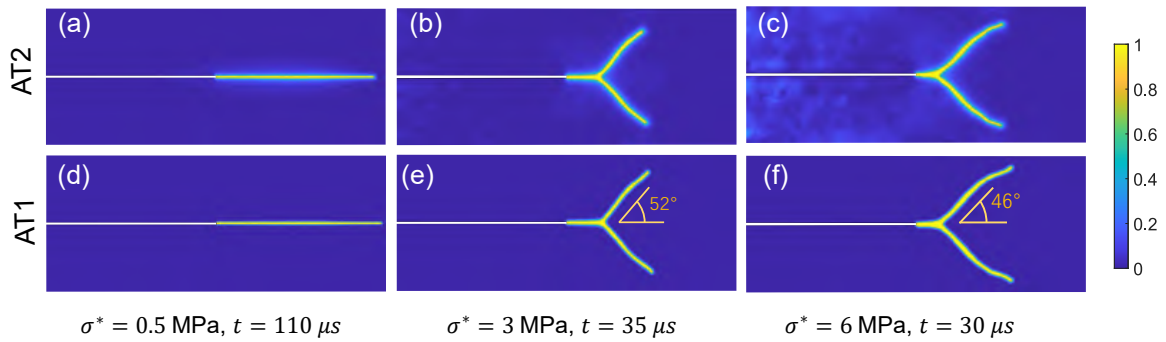 (a) (b) (c)
AT2
(d) (e) (f)
52° 46°
AT1
1
0.8
0.6
0.4
0.2
0
σ* = 0.5 MPa, t = 110 μs σ* = 3 MPa, t = 35 μs σ* = 6 MPa, t = 30 μs